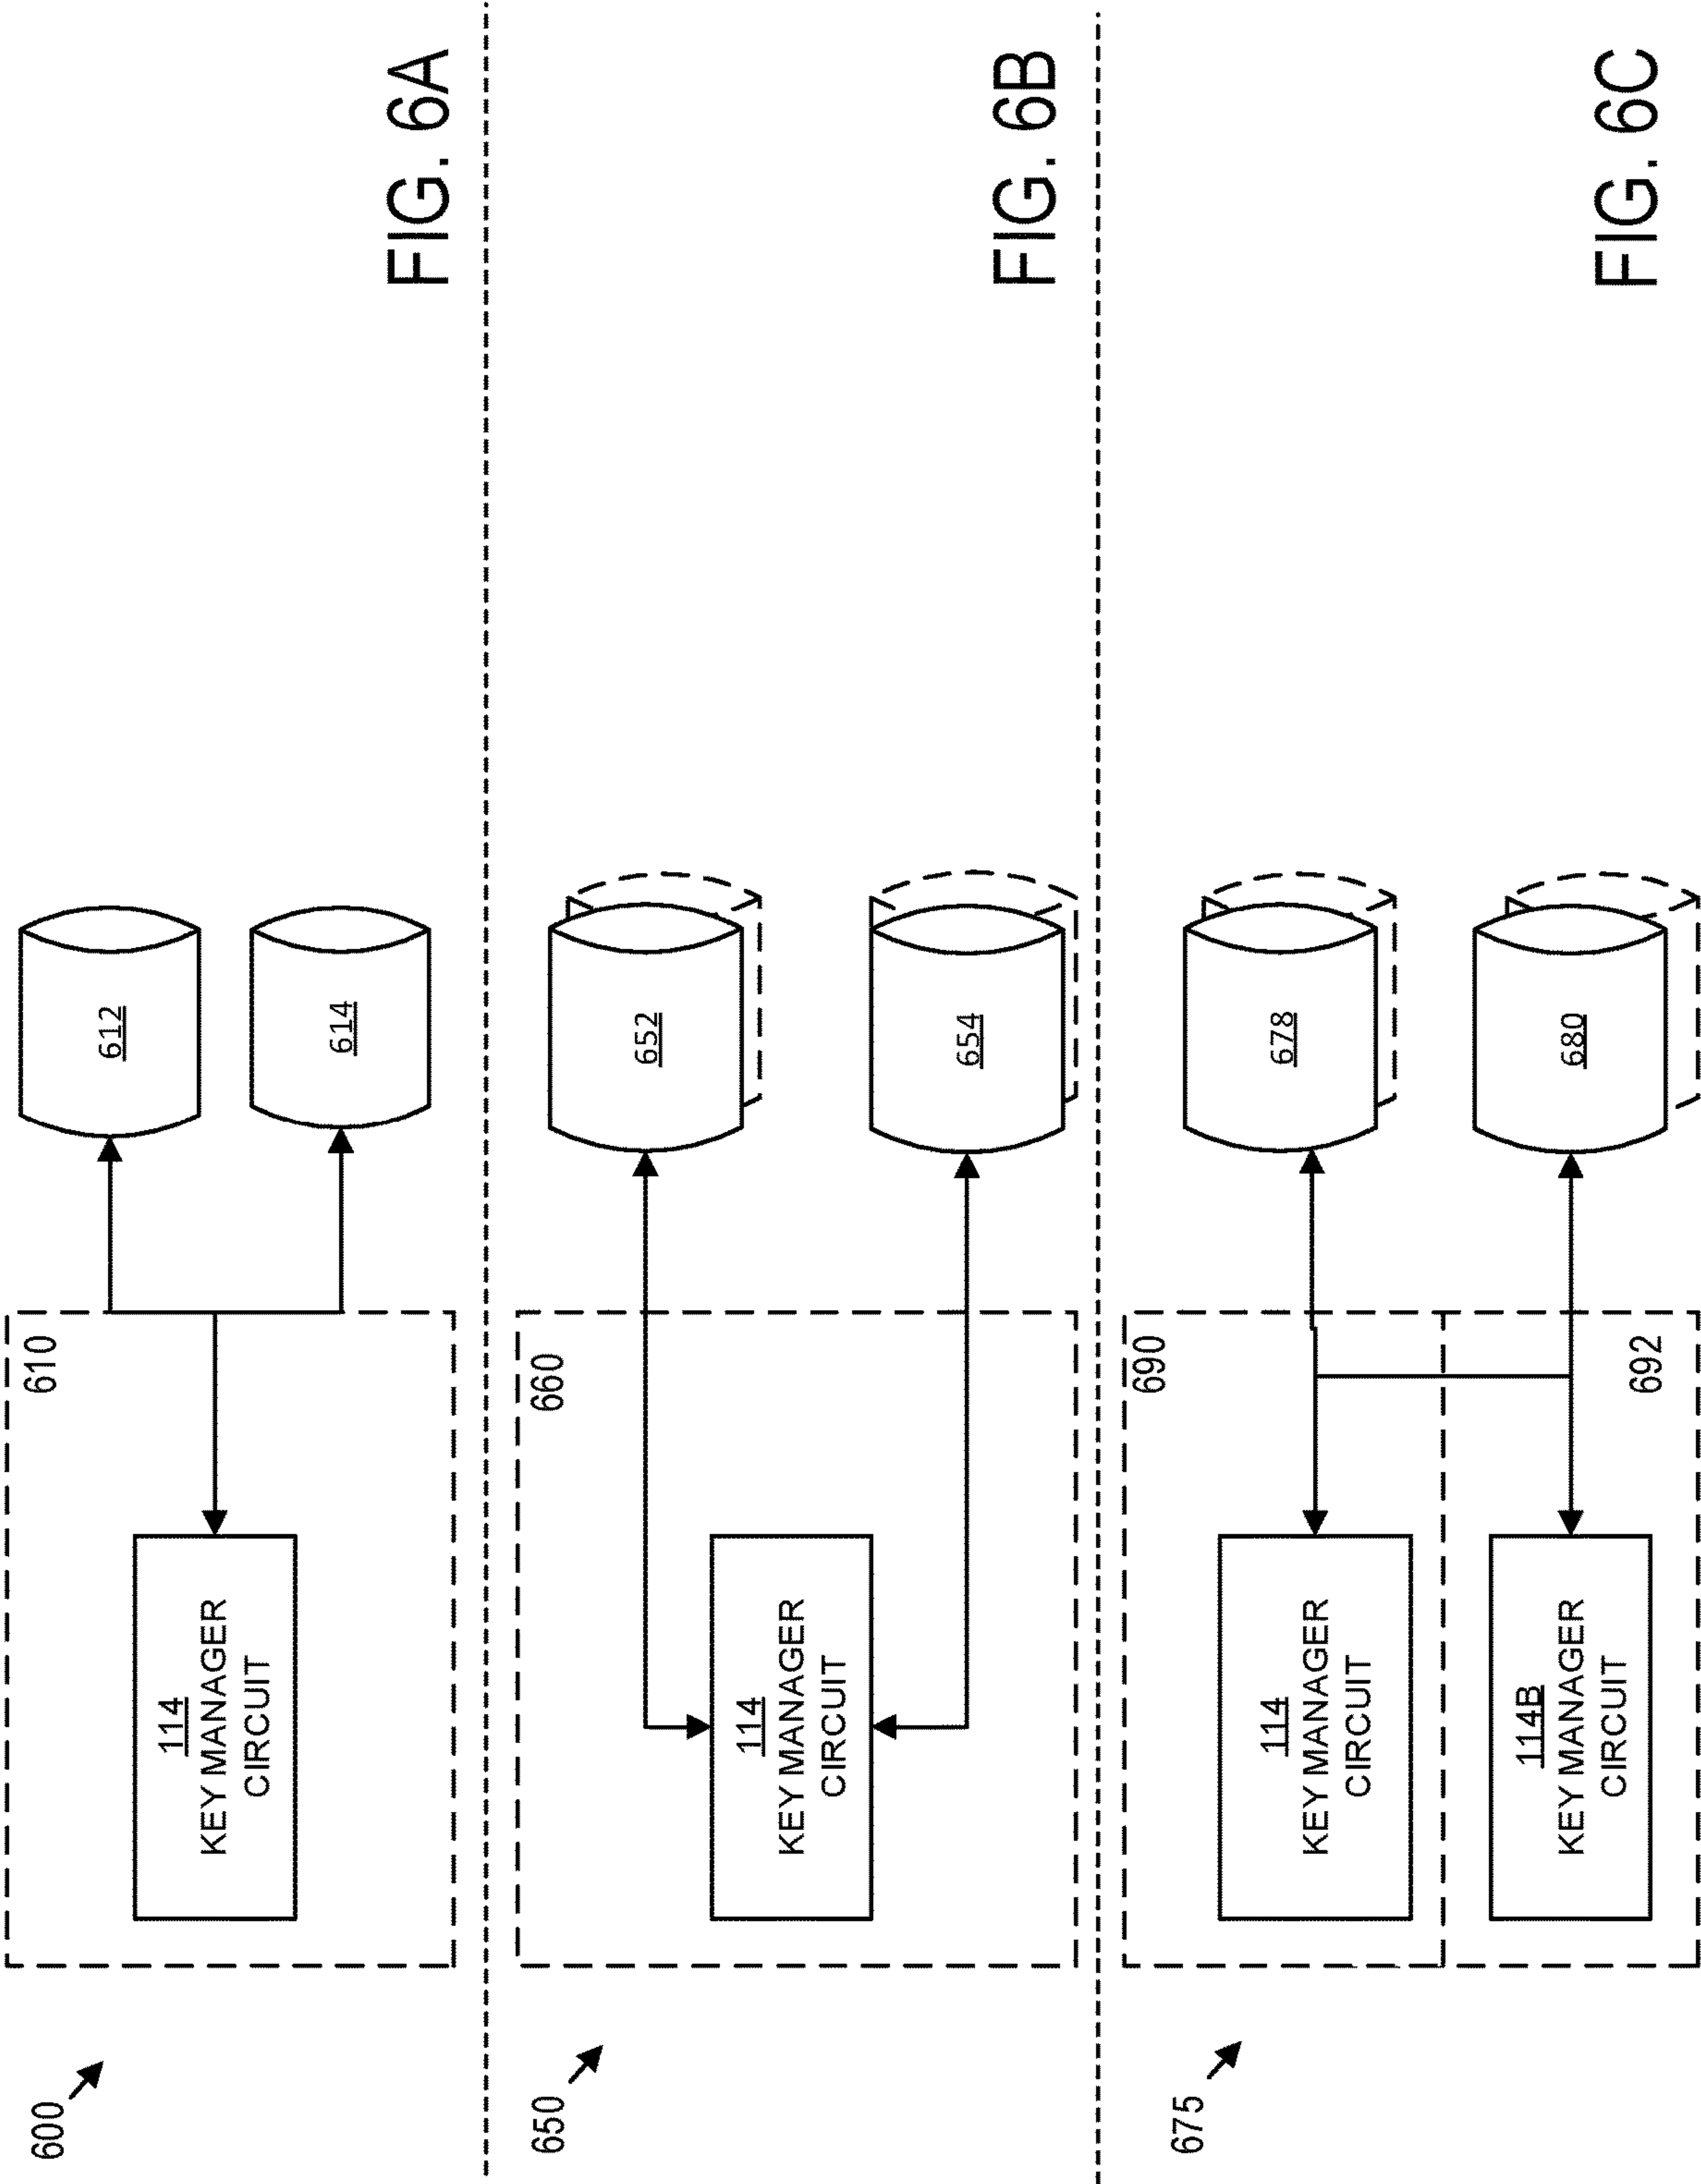 600
610
114
KEY MANAGER
CIRCUIT
612
614
FIG. 6A
650
660
114
KEY MANAGER
CIRCUIT
652
654
FIG. 6B
675
690
114
KEY MANAGER
CIRCUIT
692
114B
KEY MANAGER
CIRCUIT
678
680
FIG. 6C